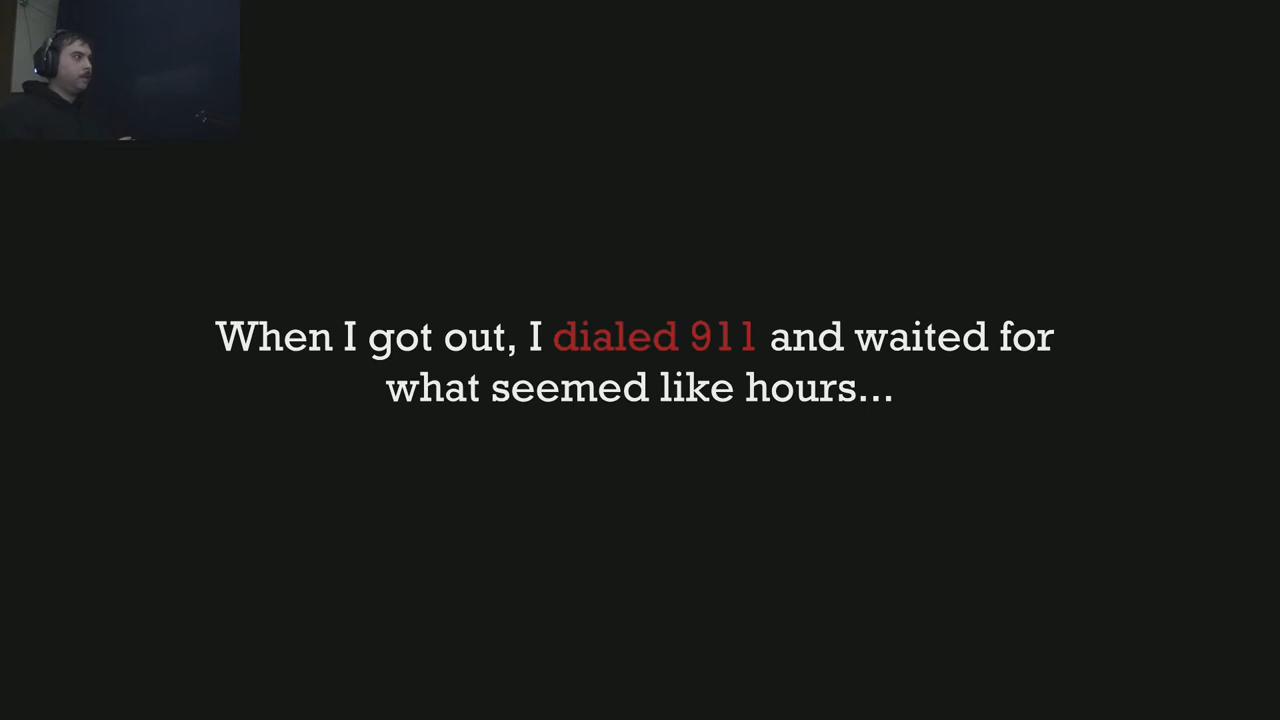 When I got out, I dialed 911 and waited for
what seemed like hours...